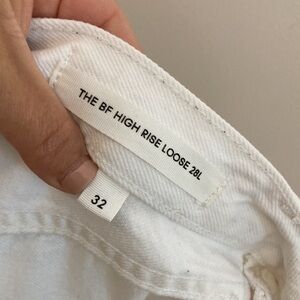 THE BF HIGH RISE LOOSE 28L
32